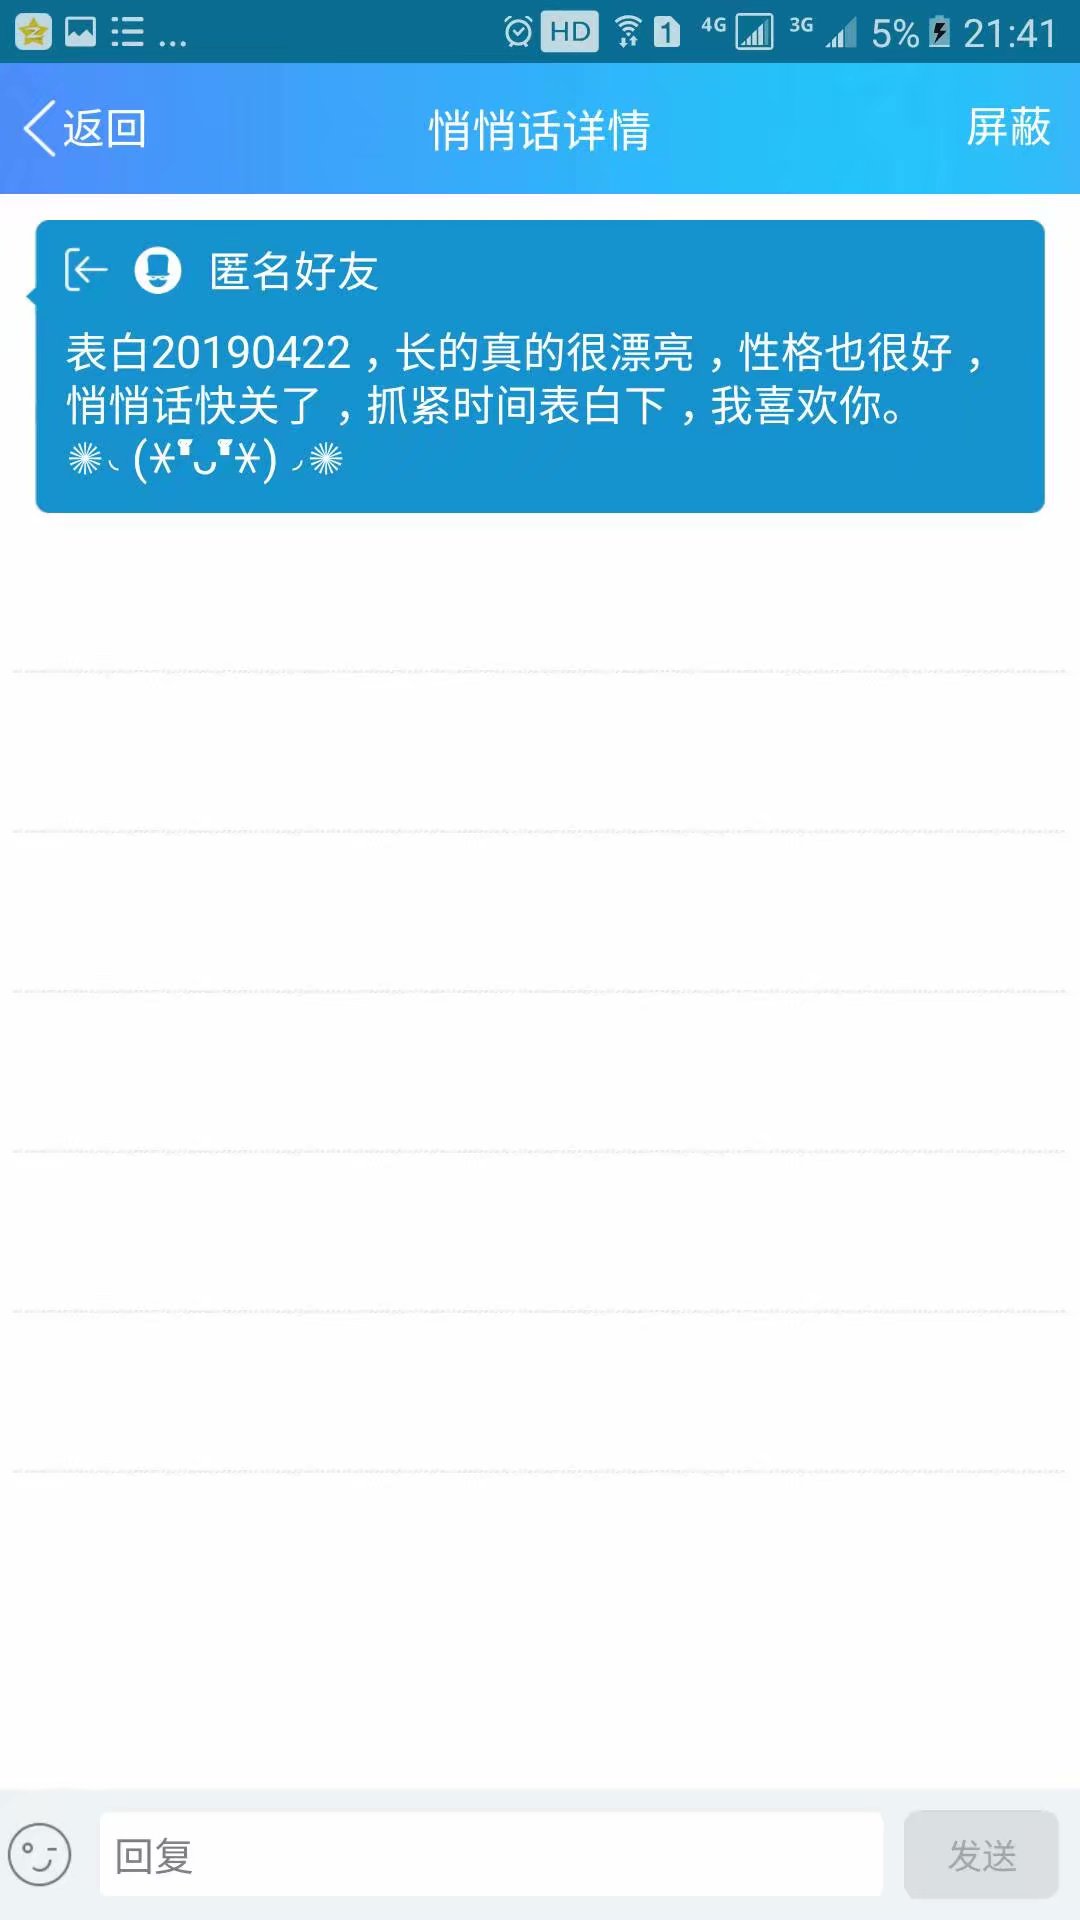 HD 1 4G 3G 5% 21:41
返回 悄悄话详情 屏蔽
匿名好友
表白20190422，长的真的很漂亮，性格也很好，
悄悄话快关了，抓紧时间表白下，我喜欢你。
✺◟(✶❜◡❜✶)◞✺
回复 发送